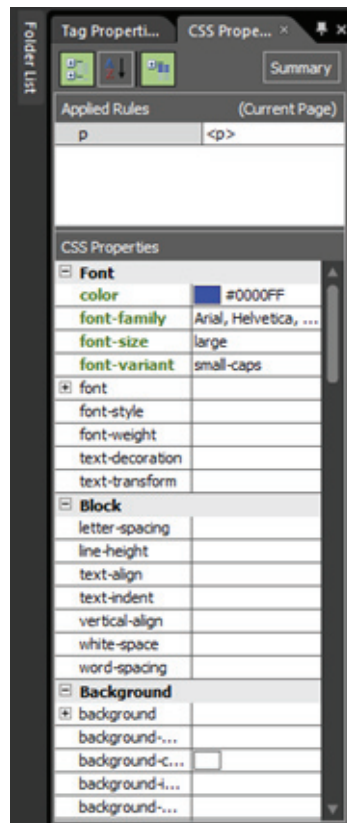 Folder List
Tag Properti... CSS Prope... ×
Summary
Applied Rules (Current Page)
p <p>
CSS Properties
Font
color #0000FF
font-family Arial, Helvetica, ...
font-size large
font-variant small-caps
font
font-style
font-weight
text-decoration
text-transform
Block
letter-spacing
line-height
text-align
text-indent
vertical-align
white-space
word-spacing
Background
background
background-...
background-c...
background-i...
background-...